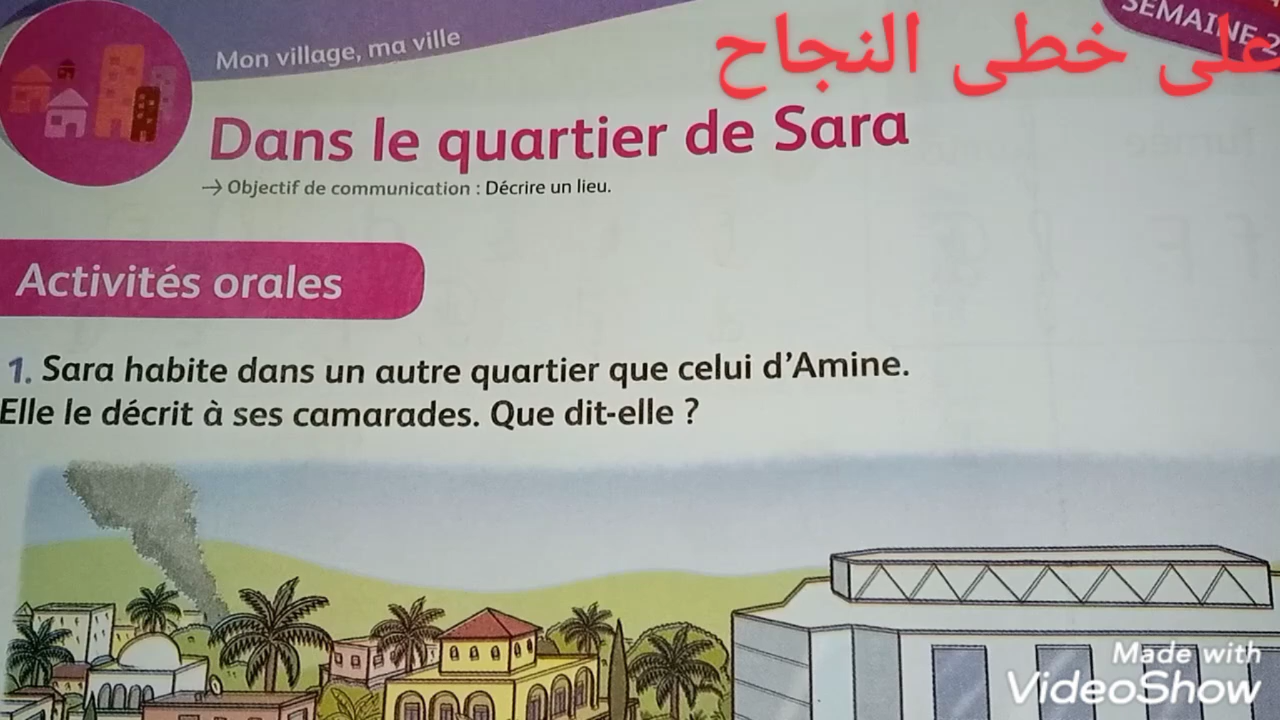 SEMAINE 2
على خطى النجاح
Mon village, ma ville
Dans le quartier de Sara
→ Objectif de communication : Décrire un lieu.
Activités orales
1. Sara habite dans un autre quartier que celui d'Amine.
Elle le décrit à ses camarades. Que dit-elle ?
Made with
VideoShow